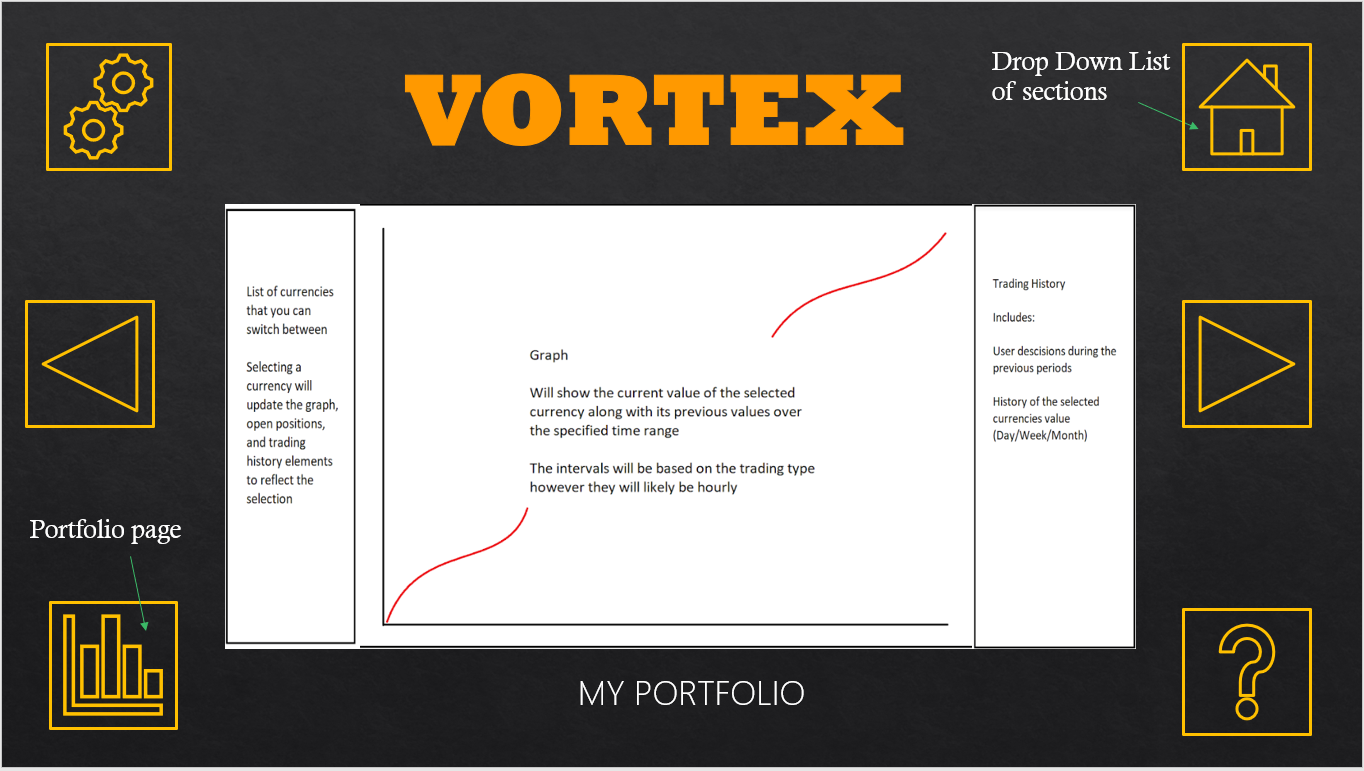 VORTEX
Drop Down List
of sections
List of currencies
that you can
switch between
Selecting a
currency will
update the graph,
open positions,
and trading
history elements
to reflect the
selection
Graph
Will show the current value of the selected
currency along with its previous values over
the specified time range
The intervals will be based on the trading type
however they will likely be hourly
Trading History
Includes:
User descisions during the
previous periods
History of the selected
currencies value
(Day/Week/Month)
Portfolio page
MY PORTFOLIO
?